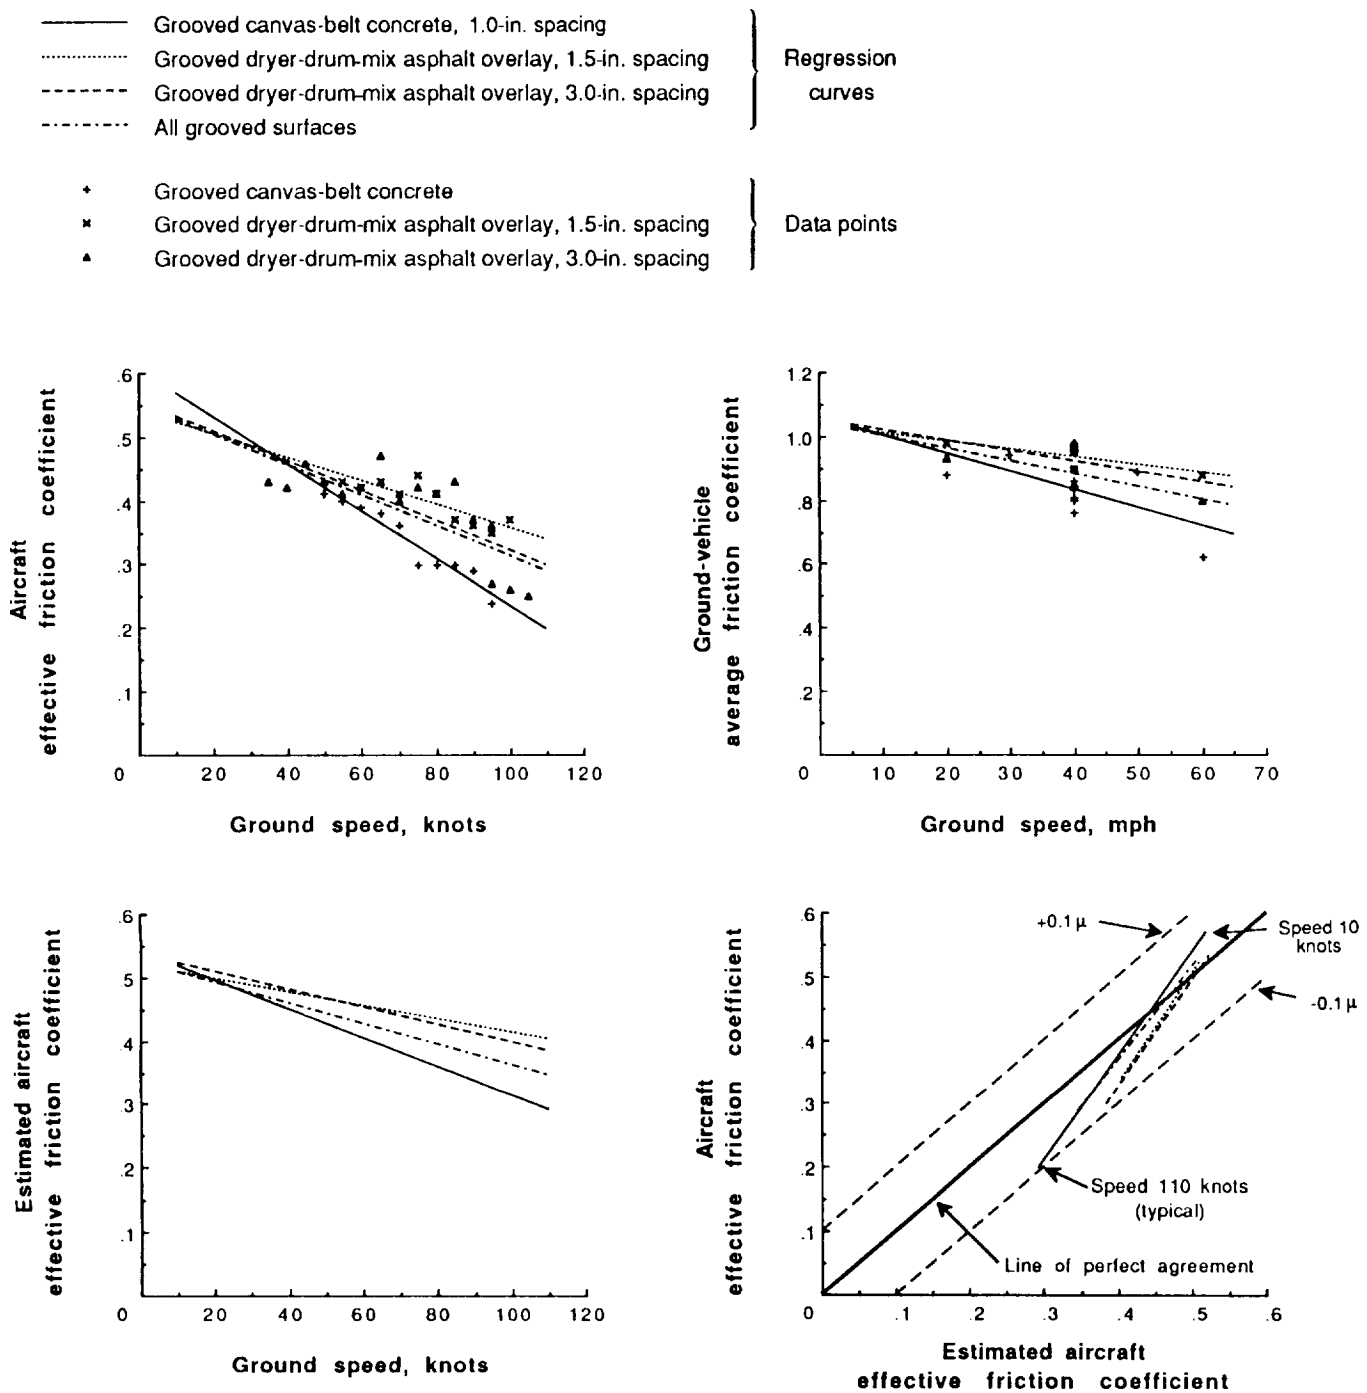 Grooved canvas-belt concrete, 1.0-in. spacing
Grooved dryer-drum-mix asphalt overlay, 1.5-in. spacing
Grooved dryer-drum-mix asphalt overlay, 3.0-in. spacing
All grooved surfaces
Regression
curves
Grooved canvas-belt concrete
Grooved dryer-drum-mix asphalt overlay, 1.5-in. spacing
Grooved dryer-drum-mix asphalt overlay, 3.0-in. spacing
Data points
Aircraft
effective friction coefficient
.6
.5
.4
.3
.2
.1
0 20 40 60 80 100 120
Ground speed, knots
Ground-vehicle
average friction coefficient
1.2
1.0
.8
.6
.4
.2
0 10 20 30 40 50 60 70
Ground speed, mph
Estimated aircraft
effective friction coefficient
.6
.5
.4
.3
.2
.1
0 20 40 60 80 100 120
Ground speed, knots
Aircraft
effective friction coefficient
.6
.5
.4
.3
.2
.1
0 .1 .2 .3 .4 .5 .6
+0.1 μ
Speed 10
knots
-0.1 μ
Speed 110 knots
(typical)
Line of perfect agreement
Estimated aircraft
effective friction coefficient